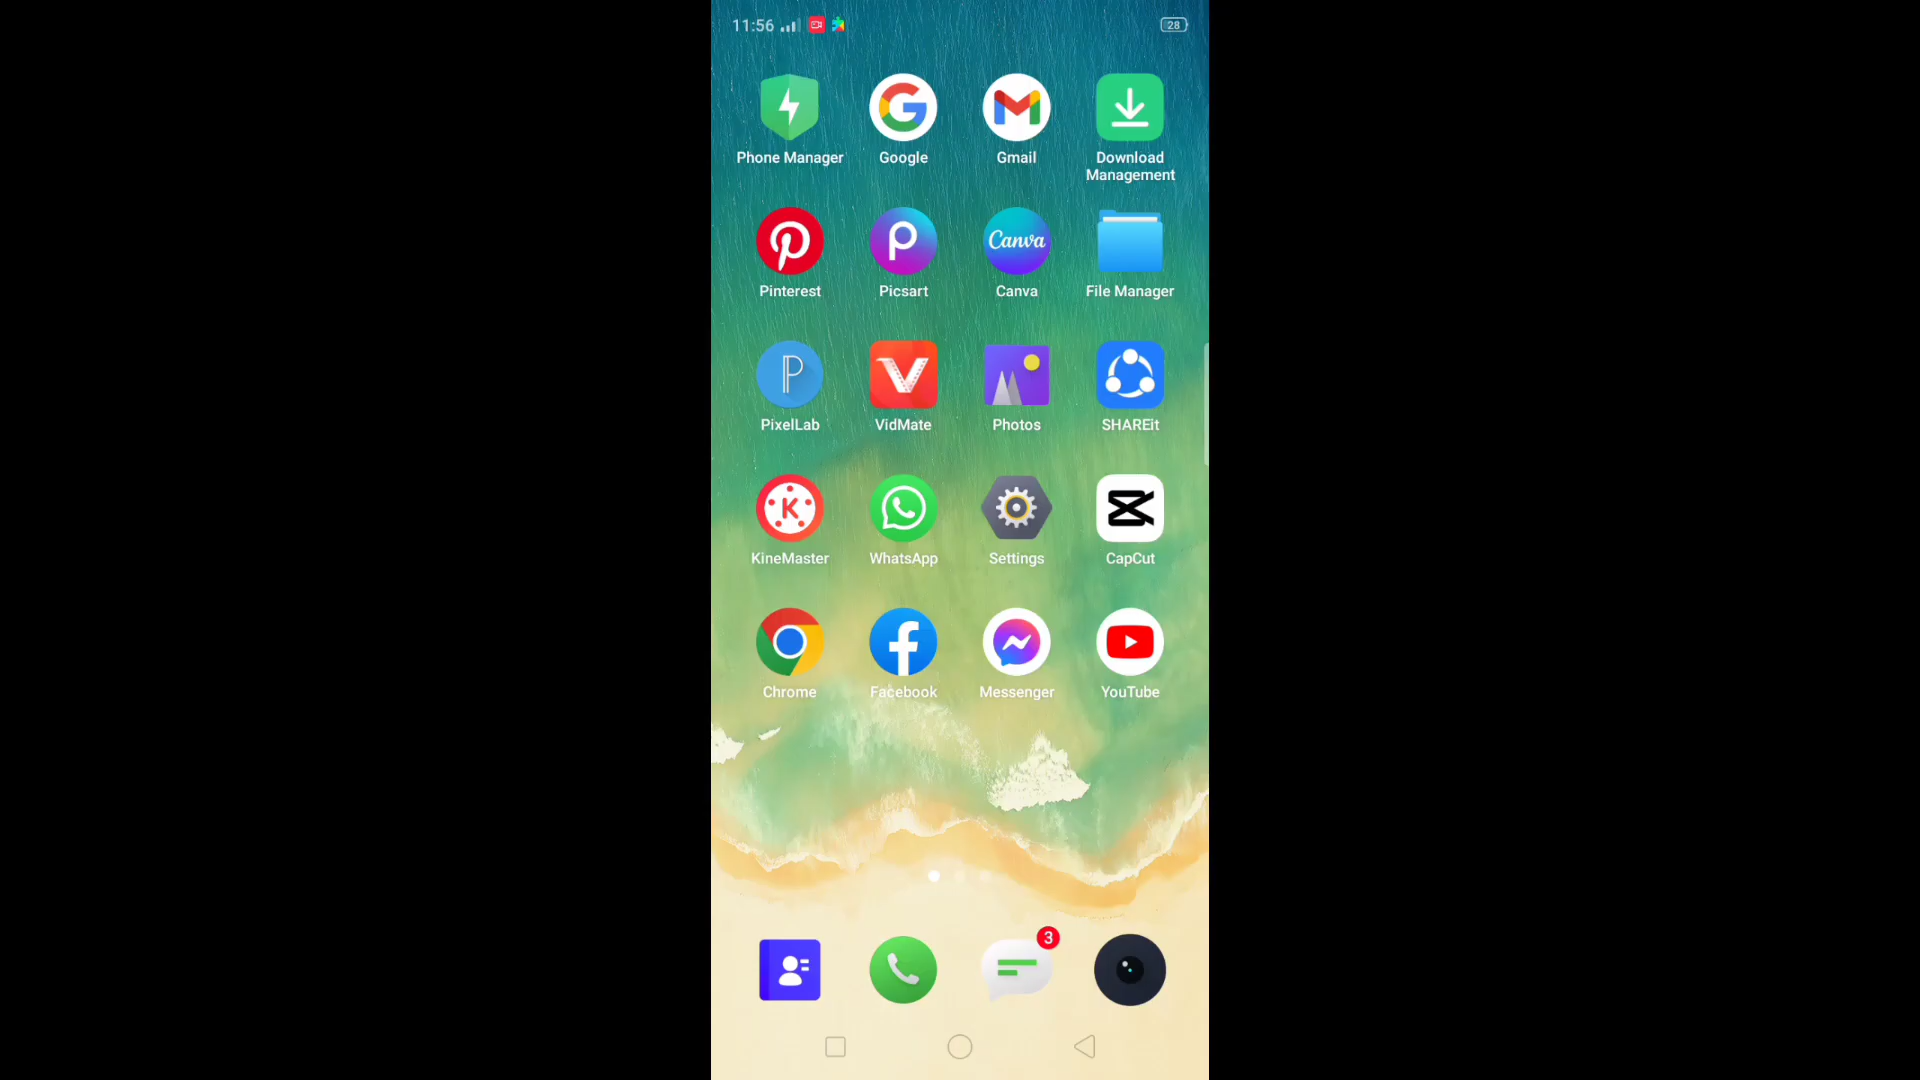 11:56
28
Phone Manager
Google
Gmail
Download
Management
Canva
Pinterest
Picsart
Canva
File Manager
PixelLab
VidMate
Photos
SHAREit
KineMaster
WhatsApp
Settings
CapCut
Chrome
Facebook
Messenger
YouTube
3